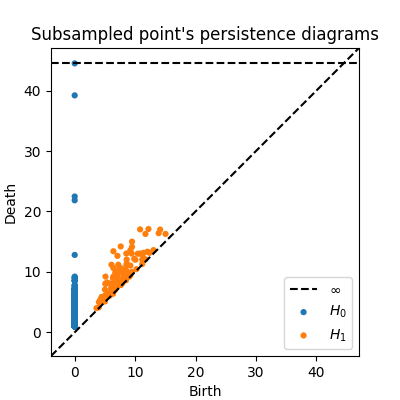 Subsampled point's persistence diagrams
Death
40
30
20
10
0
0
10
20
30
40
Birth
∞
H₀
H₁